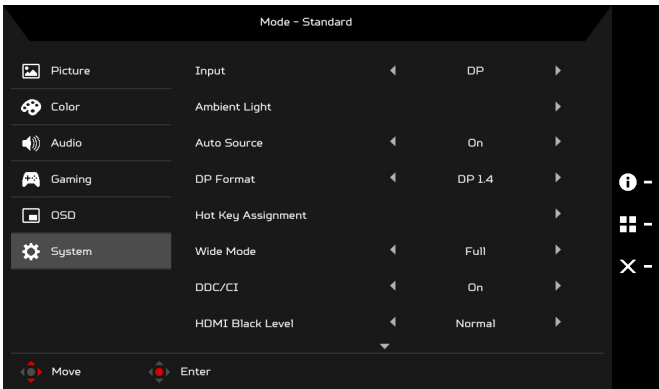 Mode - Standard
Picture
Input DP
Color
Ambient Light
Audio
Auto Source On
Gaming
DP Format DP 1.4
OSD
Hot Key Assignment
System
Wide Mode Full
DDC/CI On
HDMI Black Level Normal
Move Enter